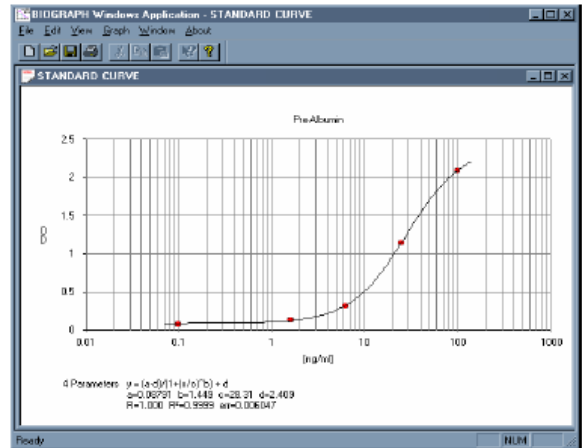 BIOGRAPH Windows Application - STANDARD CURVE
File Edit View Graph Window About
STANDARD CURVE
Pre-Albumin
2.5
2
1.5
1
0.5
0
OD
0.01 0.1 1 10 100 1000
[ng/ml]
4 Parameters y = (a-d)/(1+(x/c)^b) + d
a=0.08791 b=1.449 c=28.31 d=2.409
R=1.000 R²=0.9999 err=0.006047
Ready NUM